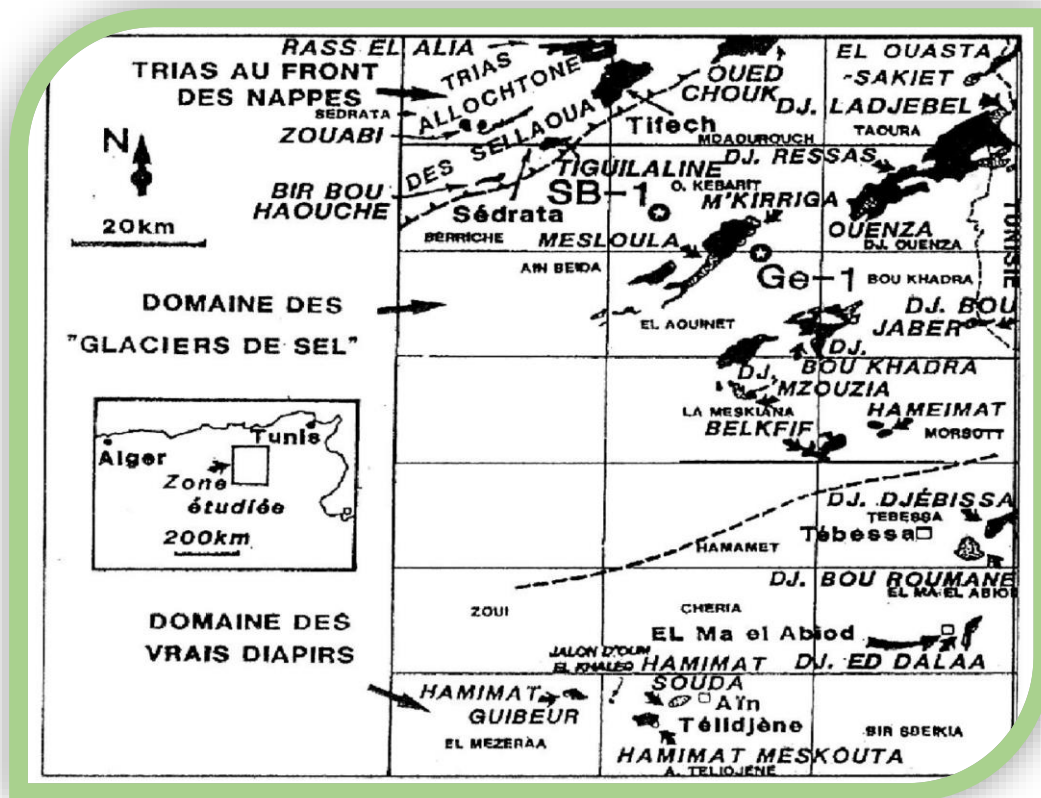 RASS EL ALIA
TRIAS AU FRONT
DES NAPPES
SEDRATA
ZOUABI
TRIAS
ALLOCHTONE
DES SELLAOUA
OUED
CHOUK
EL OUASTA
-SAKIET
DJ. LADJEBEL
TAOURA
Tifech
MDAOUROUCH
N
20km
BIR BOU
HAOUCHE
TIGUILALINE
DJ. RESSAS
SB-1
O. KEBARIT
M'KIRRIGA
Sédrata
BERRICHE
MESLOULA
OUENZA
DJ. OUENZA
TUNISIE
AIN BEIDA
Ge-1
BOU KHADRA
DOMAINE DES
"GLACIERS DE SEL"
EL AOUINET
DJ. BOU
JABER
DJ.
BOU KHADRA
DJ.
MZOUZIA
LA MESKIANA
BELKFIF
HAMEIMAT
MORSOTT
Alger
Tunis
Zone
étudiée
200km
DJ. DJÉBISSA
TEBESSA
Tébessa
HAMAMET
DJ. BOU ROUMANE
EL MA EL ABIOD
ZOUI
CHERIA
DOMAINE DES
VRAIS DIAPIRS
EL Ma el Abiod
JALON D'OUM
EL KHALED
HAMIMAT
SOUDA
DJ. ED DALAA
HAMIMAT
GUIBEUR
EL MEZERÀA
Aïn
Télidjène
BIR SBEIKIA
HAMIMAT MESKOUTA
A. TELIDJENE